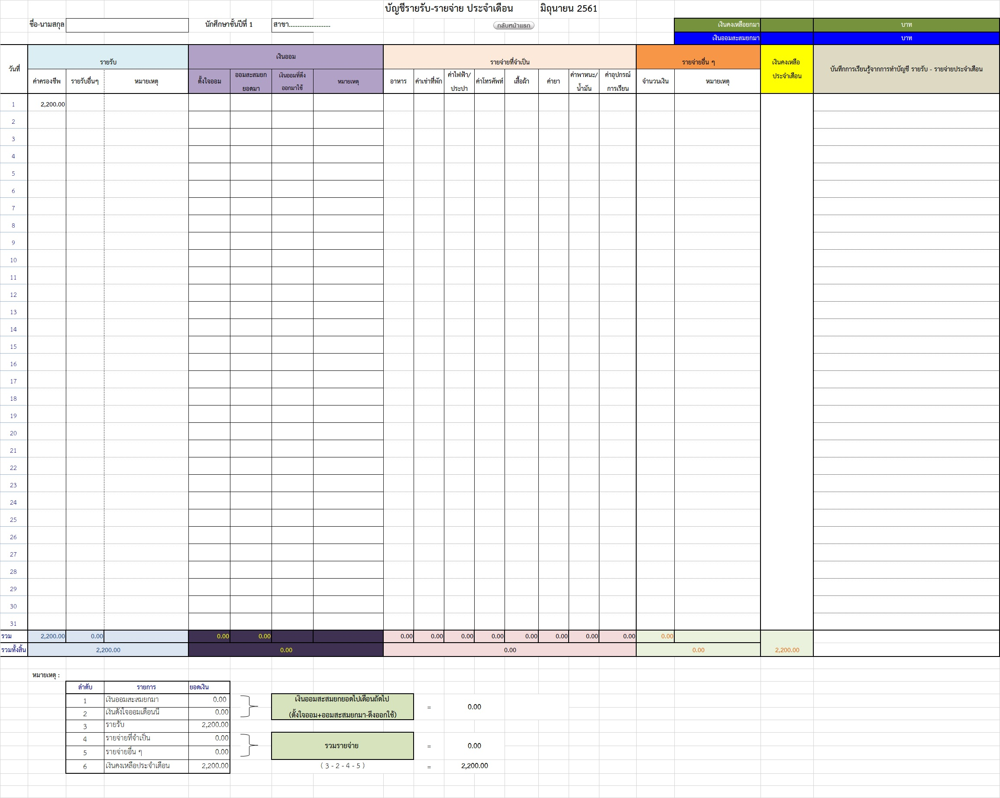 บัญชีรายรับ-รายจ่าย ประจำเดือน มิถุนายน 2561
ชื่อ-นามสกุล นักศึกษาชั้นปีที่ 1 สาขา........................ กลับหน้าแรก เงินคงเหลือยกมา บาท
เงินออมสะสมยกมา บาท
วันที่ รายรับ เงินออม รายจ่ายที่จำเป็น รายจ่ายอื่น ๆ เงินคงเหลือ
ประจำเดือน บันทึกการเรียนรู้จากการทำบัญชี รายรับ - รายจ่ายประจำเดือน
ค่าครองชีพ รายรับอื่นๆ หมายเหตุ ตั้งใจออม ออมสะสมยก
ยอดมา เงินออมที่ดึง
ออกมาใช้ หมายเหตุ อาหาร ค่าเช่าที่พัก ค่าไฟฟ้า/
ประปา ค่าโทรศัพท์ เสื้อผ้า ค่ายา ค่าพาหนะ/
น้ำมัน ค่าอุปกรณ์
การเรียน จำนวนเงิน หมายเหตุ
1 2,200.00
2
3
4
5
6
7
8
9
10
11
12
13
14
15
16
17
18
19
20
21
22
23
24
25
26
27
28
29
30
31
รวม 2,200.00 0.00 0.00 0.00 0.00 0.00 0.00 0.00 0.00 0.00 0.00 0.00 0.00
รวมทั้งสิ้น 2,200.00 0.00 0.00 0.00 2,200.00
หมายเหตุ :
ลำดับ รายการ ยอดเงิน
1 เงินออมสะสมยกมา 0.00
2 เงินตั้งใจออมเดือนนี้ 0.00
เงินออมสะสมยกยอดไปเดือนถัดไป
(ตั้งใจออม+ออมสะสมยกมา-ดึงออกใช้) = 0.00
3 รายรับ 2,200.00
4 รายจ่ายที่จำเป็น 0.00
5 รายจ่ายอื่น ๆ 0.00
รวมรายจ่าย = 0.00
6 เงินคงเหลือประจำเดือน 2,200.00 ( 3 - 2 - 4 - 5 ) = 2,200.00